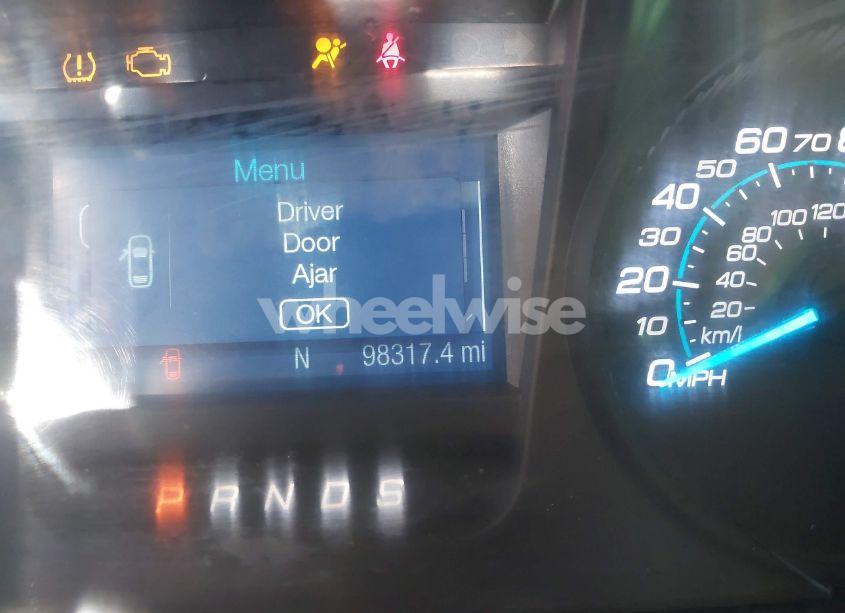 Menu
Driver
Door
Ajar
OK
N 98317.4 mi
P R N D S
0 10 20 30 40 50 60 70
20 40 60 80 100 120
km/
MPH
wheelwise